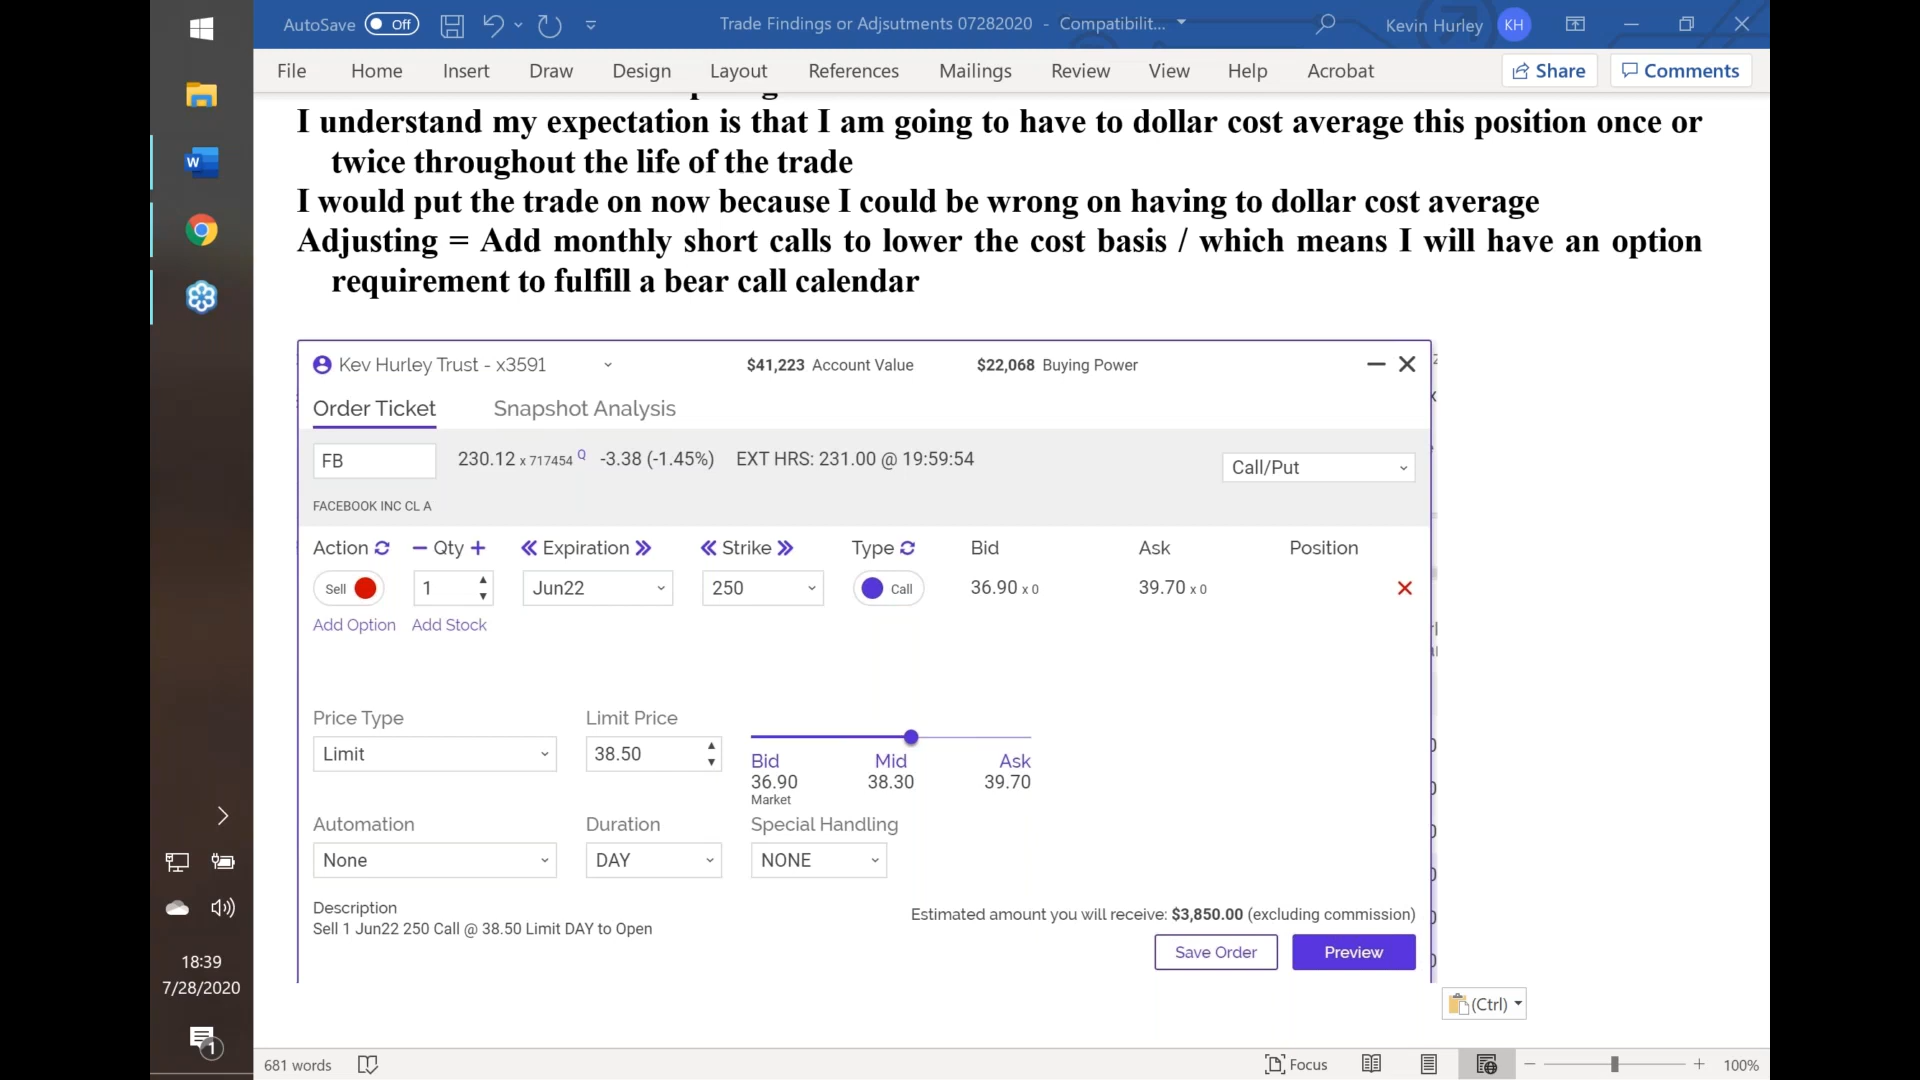 AutoSave Off Trade Findings or Adjsutments 07282020 - Compatibilit... Kevin Hurley KH
File Home Insert Draw Design Layout References Mailings Review View Help Acrobat Share Comments
I understand my expectation is that I am going to have to dollar cost average this position once or
twice throughout the life of the trade
I would put the trade on now because I could be wrong on having to dollar cost average
Adjusting = Add monthly short calls to lower the cost basis / which means I will have an option
requirement to fulfill a bear call calendar
Kev Hurley Trust - x3591 $41,223 Account Value $22,068 Buying Power
Order Ticket Snapshot Analysis
FB 230.12 x 717454 Q -3.38 (-1.45%) EXT HRS: 231.00 @ 19:59:54 Call/Put
FACEBOOK INC CL A
Action Qty Expiration Strike Type Bid Ask Position
Sell 1 Jun22 250 Call 36.90 x 0 39.70 x 0
Add Option Add Stock
Price Type Limit Price
Limit 38.50
Bid Mid Ask
36.90 38.30 39.70
Market
Automation Duration Special Handling
None DAY NONE
Description
Sell 1 Jun22 250 Call @ 38.50 Limit DAY to Open
Estimated amount you will receive: $3,850.00 (excluding commission)
Save Order Preview
(Ctrl)
W
18:39
7/28/2020
1
681 words Focus 100%